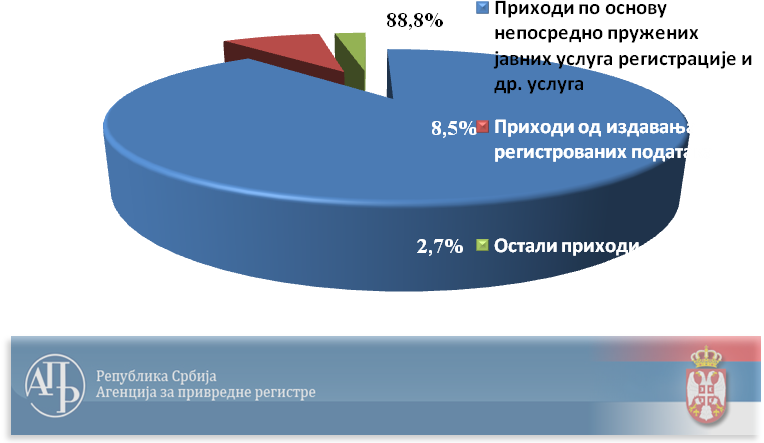 88,8%
Приходи по основу
непосредно пружених
јавних услуга регистрације и
др. услуга
8,5%
Приходи од издавања
регистрованих
2,7%
Остали приходи
АПР
Република Србија
Агенција за привредне регистре